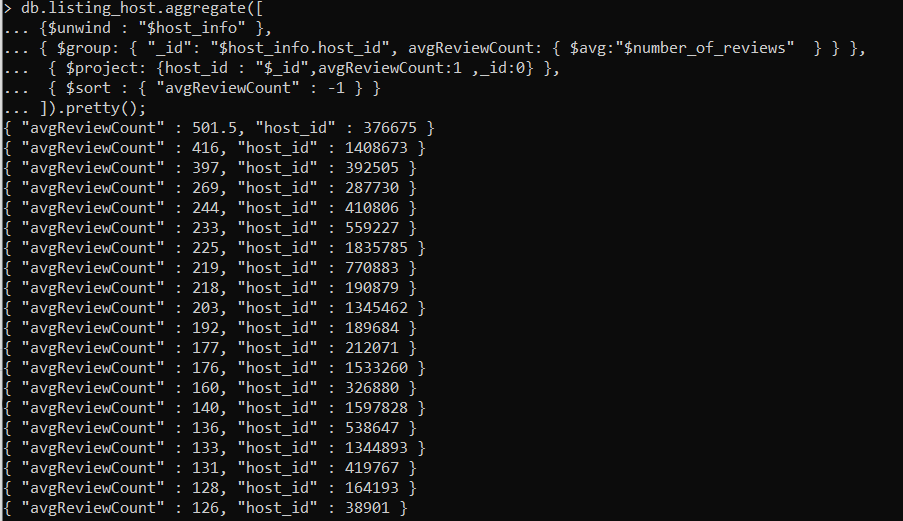 > db.listing_host.aggregate([
... {$unwind : "$host_info" },
... { $group: { "_id": "$host_info.host_id", avgReviewCount: { $avg:"$number_of_reviews"  } } },
...  { $project: {host_id : "$_id",avgReviewCount:1 ,_id:0} },
...  { $sort : { "avgReviewCount" : -1 } }
... ]).pretty();
{ "avgReviewCount" : 501.5, "host_id" : 376675 }
{ "avgReviewCount" : 416, "host_id" : 1408673 }
{ "avgReviewCount" : 397, "host_id" : 392505 }
{ "avgReviewCount" : 269, "host_id" : 287730 }
{ "avgReviewCount" : 244, "host_id" : 410806 }
{ "avgReviewCount" : 233, "host_id" : 559227 }
{ "avgReviewCount" : 225, "host_id" : 1835785 }
{ "avgReviewCount" : 219, "host_id" : 770883 }
{ "avgReviewCount" : 218, "host_id" : 190879 }
{ "avgReviewCount" : 203, "host_id" : 1345462 }
{ "avgReviewCount" : 192, "host_id" : 189684 }
{ "avgReviewCount" : 177, "host_id" : 212071 }
{ "avgReviewCount" : 176, "host_id" : 1533260 }
{ "avgReviewCount" : 160, "host_id" : 326880 }
{ "avgReviewCount" : 140, "host_id" : 1597828 }
{ "avgReviewCount" : 136, "host_id" : 538647 }
{ "avgReviewCount" : 133, "host_id" : 1344893 }
{ "avgReviewCount" : 131, "host_id" : 419767 }
{ "avgReviewCount" : 128, "host_id" : 164193 }
{ "avgReviewCount" : 126, "host_id" : 38901 }